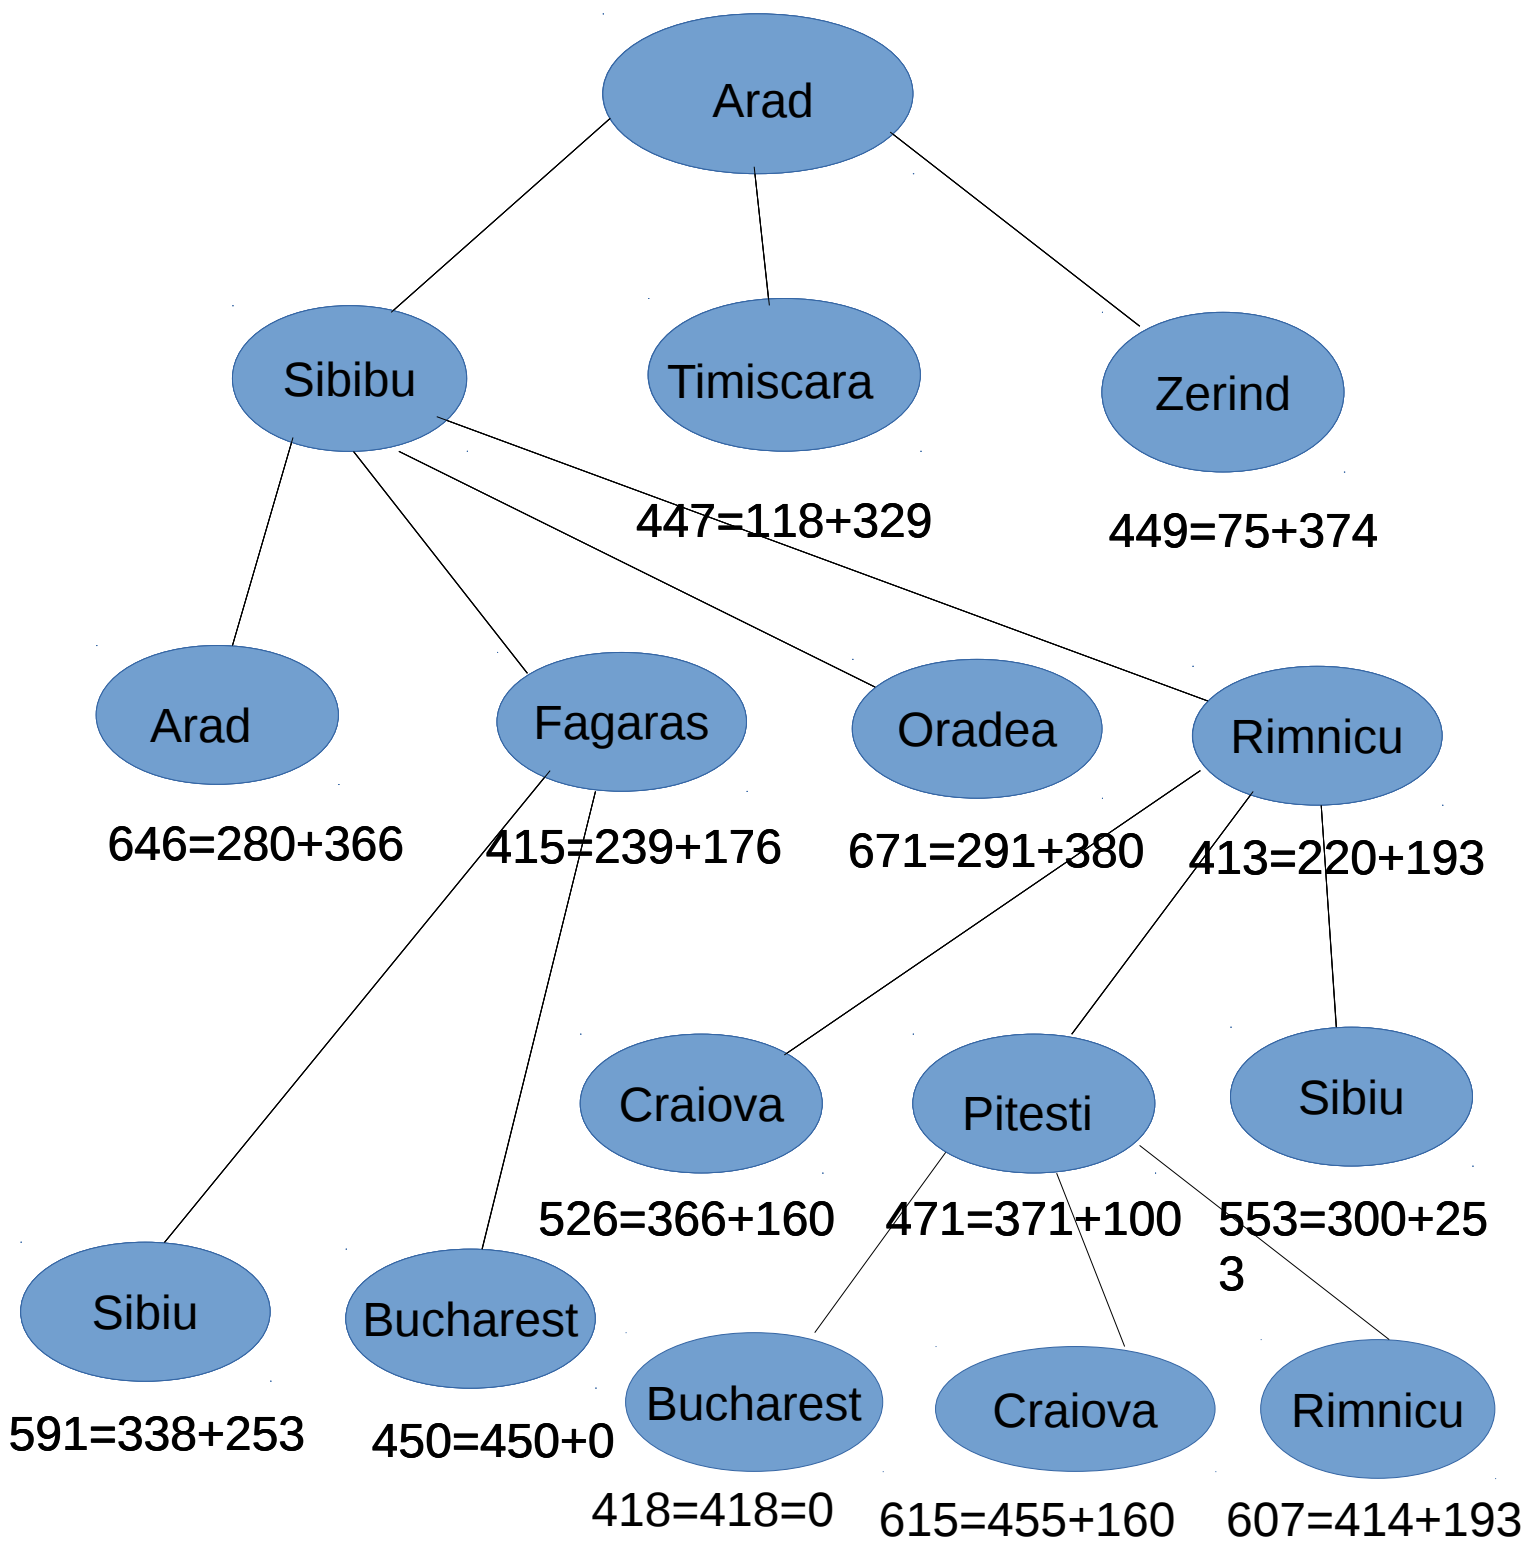 Arad
Sibibu
Timiscara
Zerind
447=118+329
449=75+374
Arad
Fagaras
Oradea
Rimnicu
646=280+366
415=239+176
671=291+380
413=220+193
Craiova
Pitesti
Sibiu
526=366+160
471=371+100
553=300+25
3
Sibiu
Bucharest
Bucharest
Craiova
Rimnicu
591=338+253
450=450+0
418=418=0
615=455+160
607=414+193